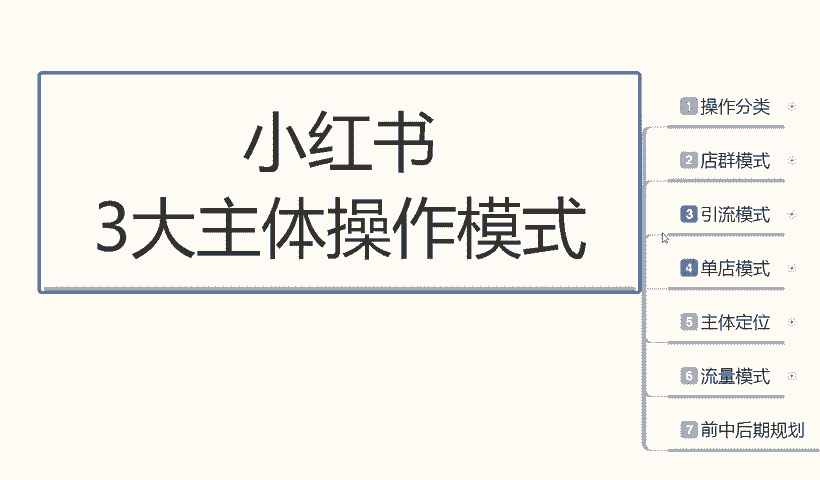 小红书
3大主体操作模式
1 操作分类
2 店群模式
3 引流模式
4 单店模式
5 主体定位
6 流量模式
7 前中后期规划